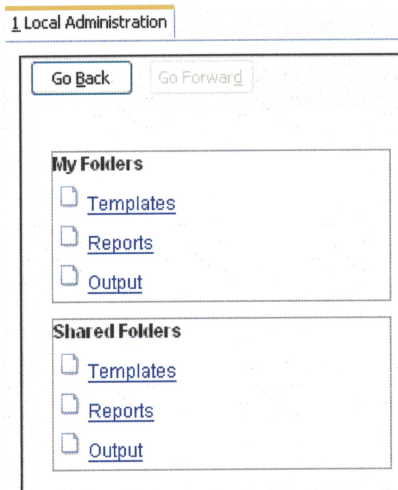 1 Local Administration
Go Back Go Forward
My Folders
Templates
Reports
Output
Shared Folders
Templates
Reports
Output